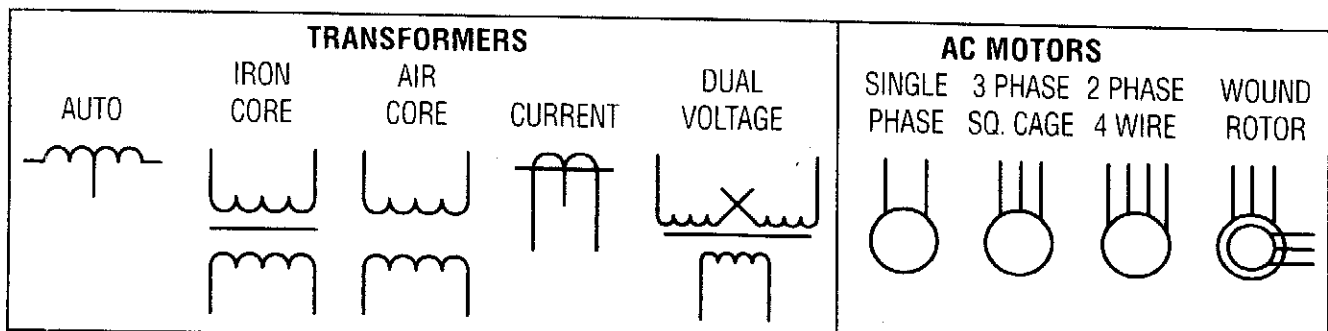 TRANSFORMERS
AUTO
IRON
CORE
AIR
CORE
CURRENT
DUAL
VOLTAGE
AC MOTORS
SINGLE
PHASE
3 PHASE
SQ. CAGE
2 PHASE
4 WIRE
WOUND
ROTOR